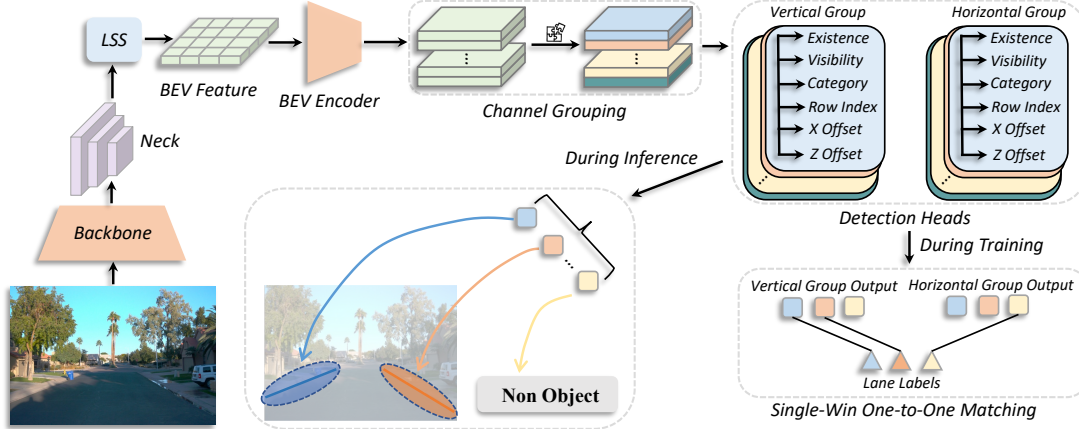 LSS
BEV Feature
BEV Encoder
Channel Grouping
Neck
Backbone
Vertical Group
Existence
Visibility
Category
Row Index
X Offset
Z Offset
Horizontal Group
Existence
Visibility
Category
Row Index
X Offset
Z Offset
Detection Heads
During Inference
Non Object
During Training
Vertical Group Output
Horizontal Group Output
Lane Labels
Single-Win One-to-One Matching